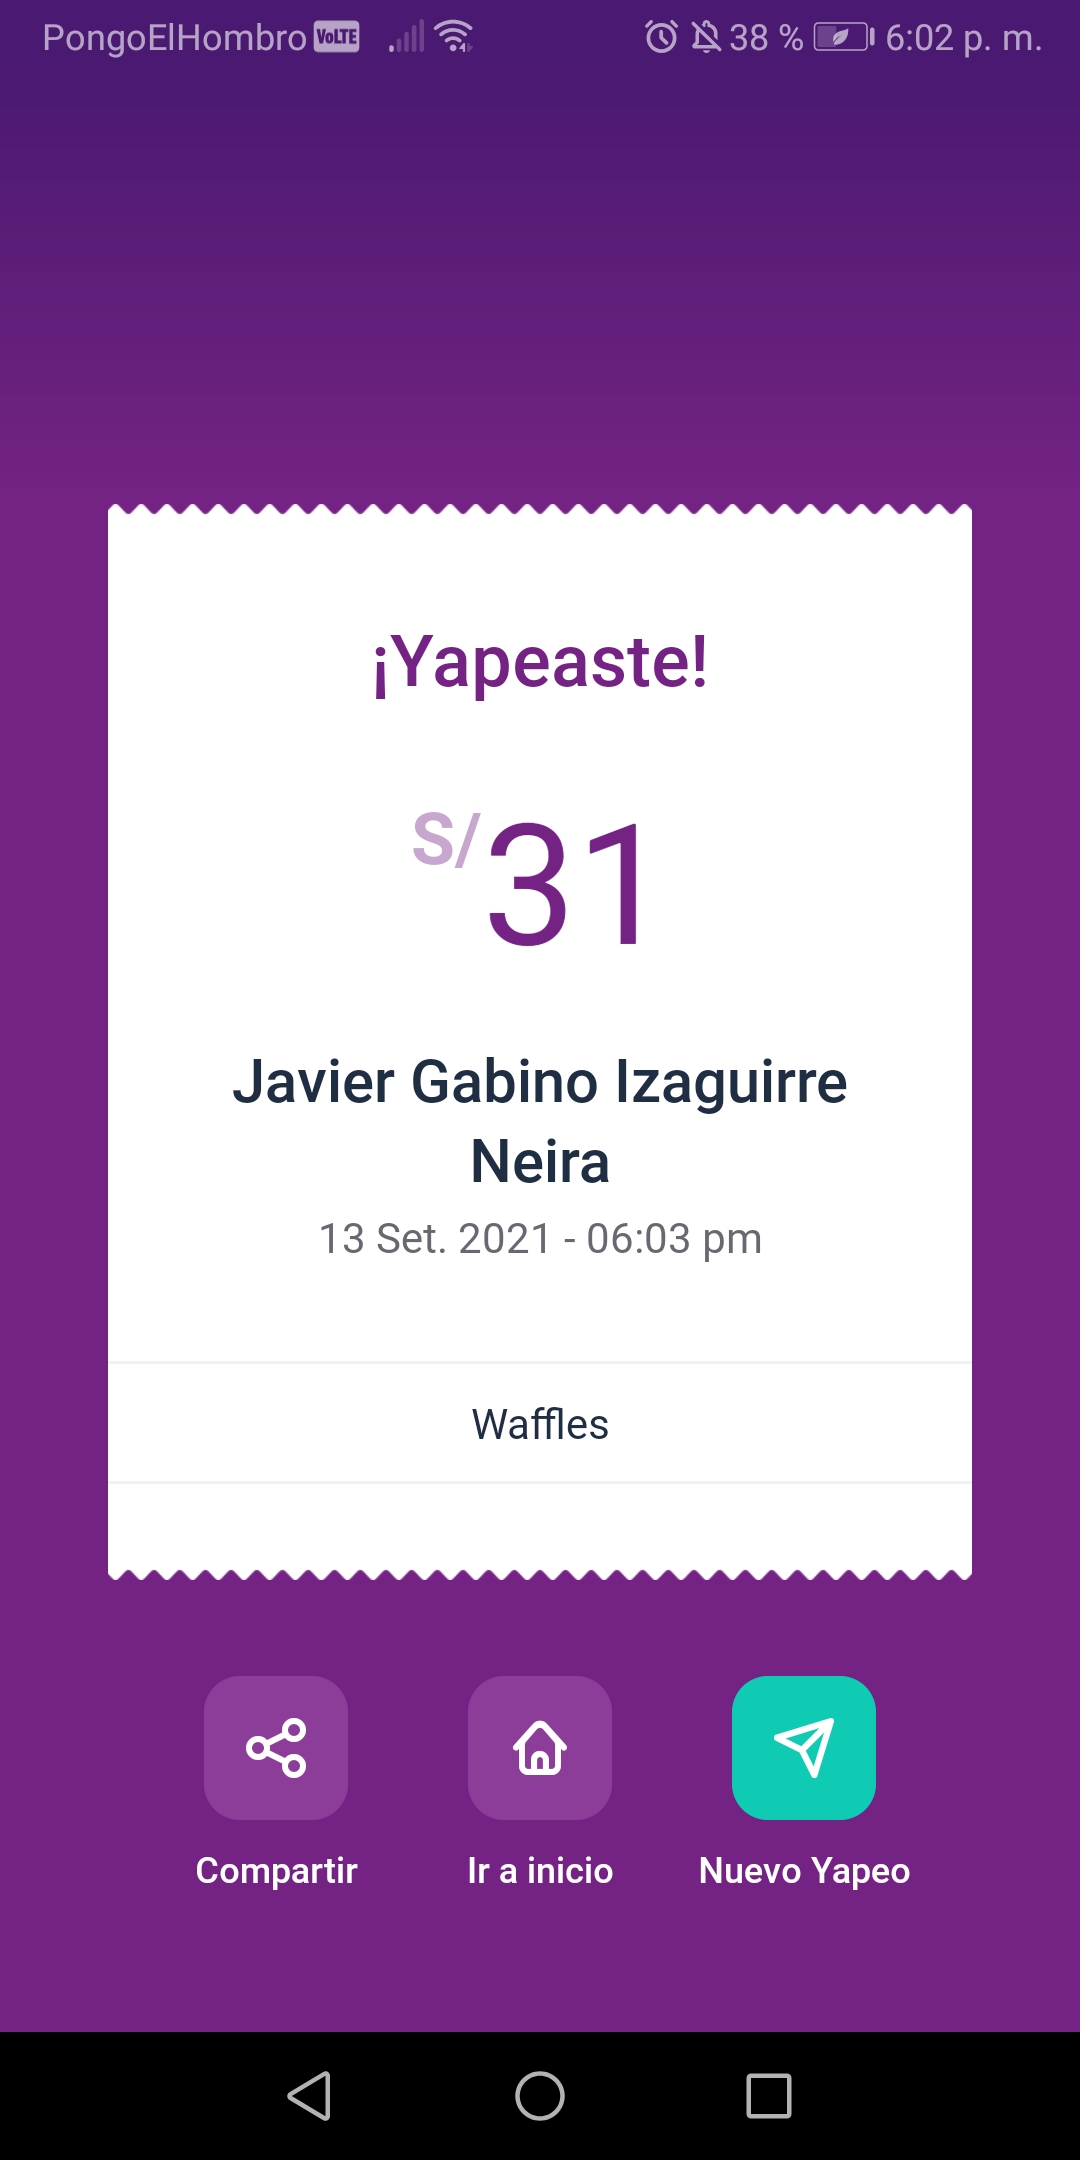 PongoElHombro VoLTE 38 % 6:02 p. m.
¡Yapeaste!
S/31
Javier Gabino Izaguirre
Neira
13 Set. 2021 - 06:03 pm
Waffles
Compartir Ir a inicio Nuevo Yapeo